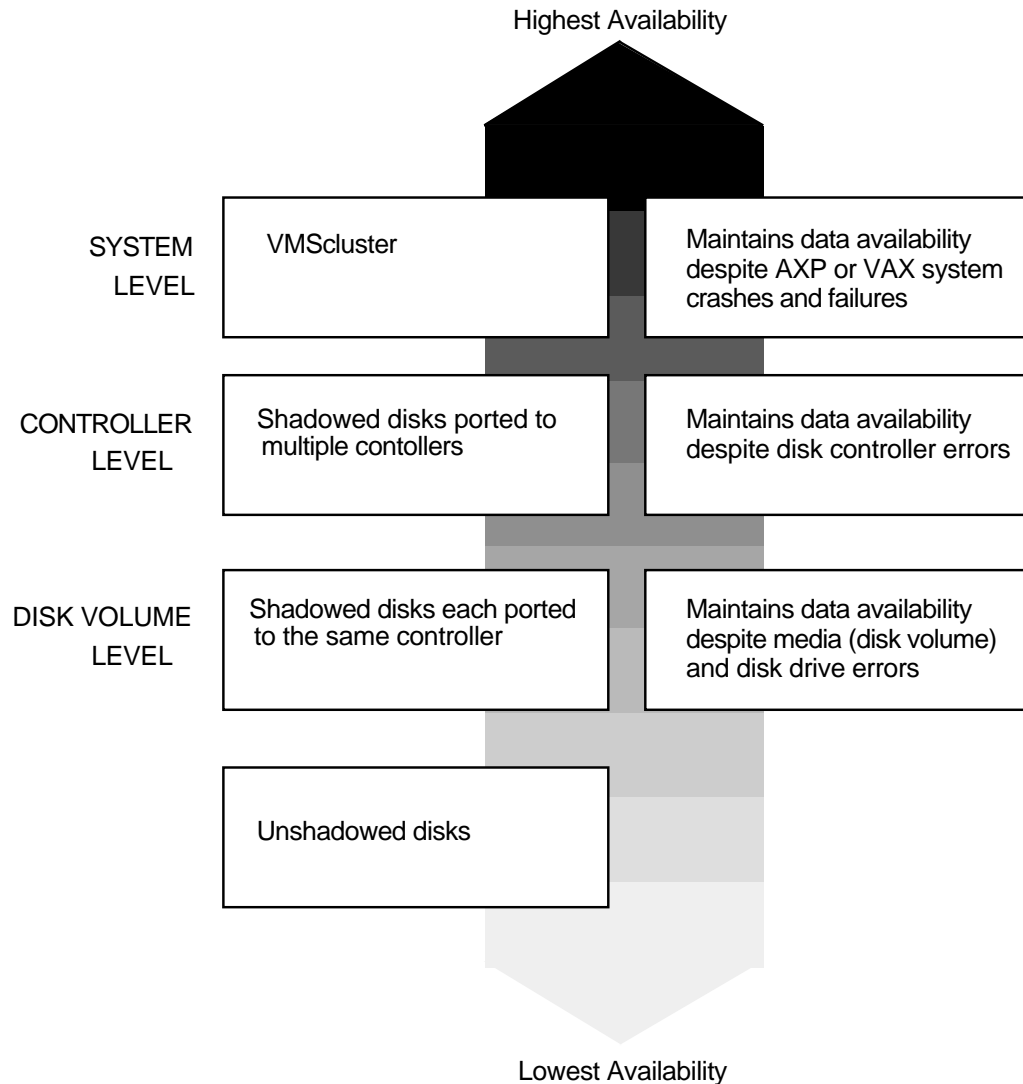 Highest Availability
SYSTEM
LEVEL
VMScluster
Maintains data availability
despite AXP or VAX system
crashes and failures
CONTROLLER
LEVEL
Shadowed disks ported to
multiple contollers
Maintains data availability
despite disk controller errors
DISK VOLUME
LEVEL
Shadowed disks each ported
to the same controller
Maintains data availability
despite media (disk volume)
and disk drive errors
Unshadowed disks
Lowest Availability